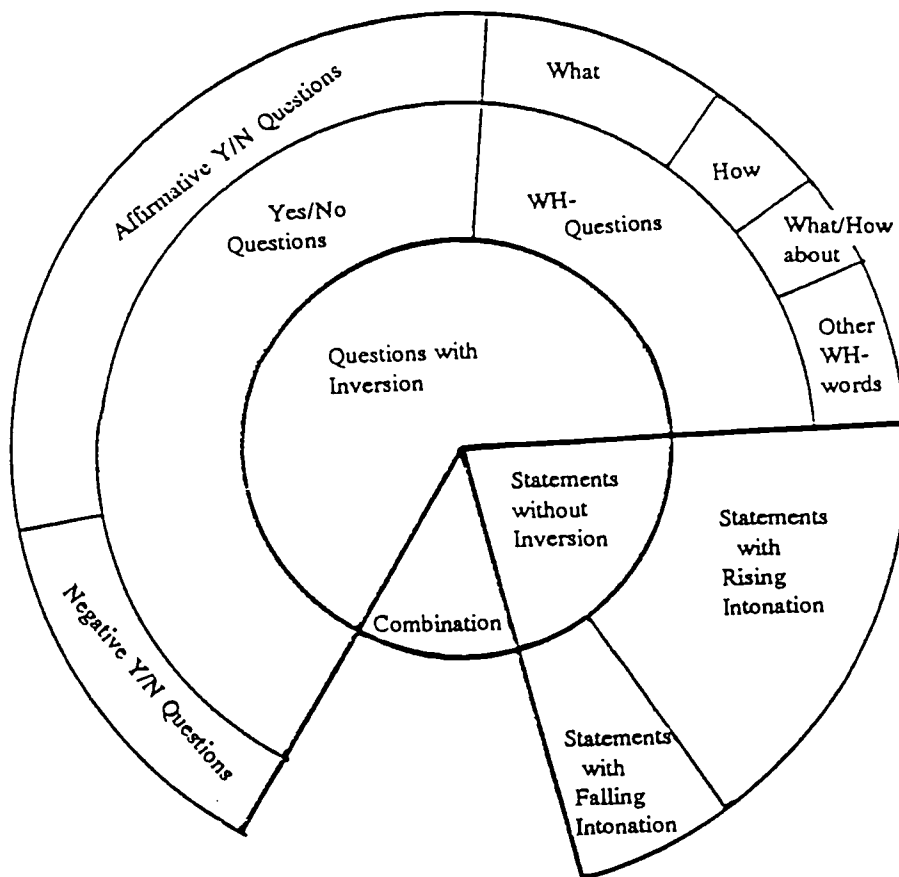 What
Affirmative Y/N Questions
How
Yes/No
Questions
WH-
Questions
What/How
about
Questions with
Inversion
Other
WH-
words
Statements
without
Inversion
Statements
with
Rising
Intonation
Combination
Negative Y/N Questions
Statements
with
Falling
Intonation